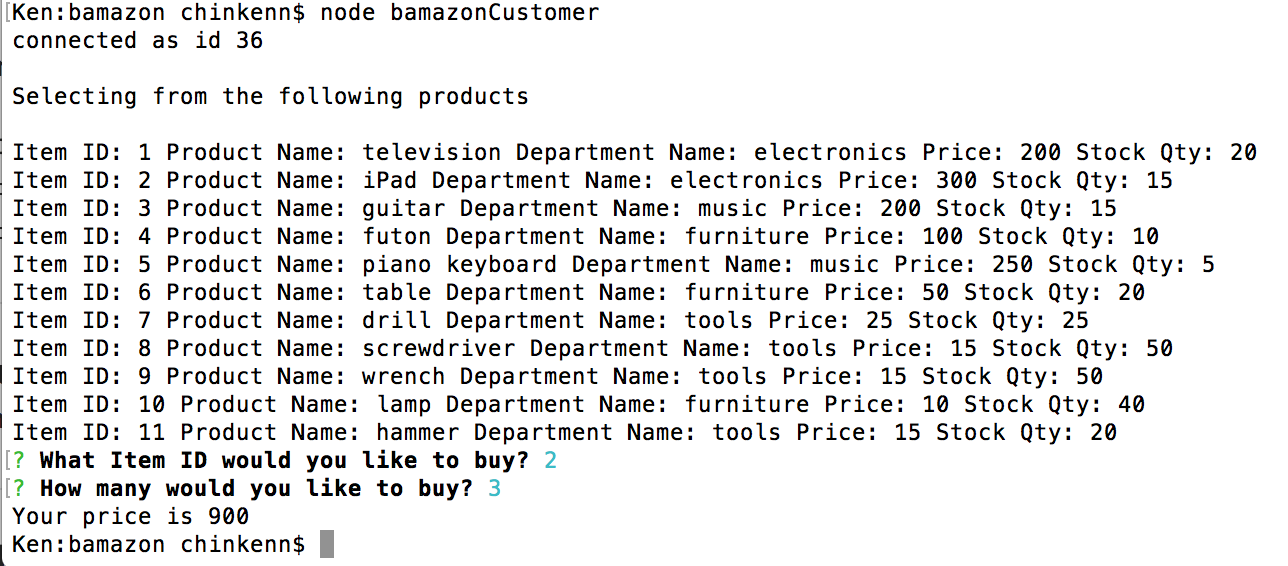 [Ken:bamazon chinkenn$ node bamazonCustomer
connected as id 36
Selecting from the following products
Item ID: 1 Product Name: television Department Name: electronics Price: 200 Stock Qty: 20
Item ID: 2 Product Name: iPad Department Name: electronics Price: 300 Stock Qty: 15
Item ID: 3 Product Name: guitar Department Name: music Price: 200 Stock Qty: 15
Item ID: 4 Product Name: futon Department Name: furniture Price: 100 Stock Qty: 10
Item ID: 5 Product Name: piano keyboard Department Name: music Price: 250 Stock Qty: 5
Item ID: 6 Product Name: table Department Name: furniture Price: 50 Stock Qty: 20
Item ID: 7 Product Name: drill Department Name: tools Price: 25 Stock Qty: 25
Item ID: 8 Product Name: screwdriver Department Name: tools Price: 15 Stock Qty: 50
Item ID: 9 Product Name: wrench Department Name: tools Price: 15 Stock Qty: 50
Item ID: 10 Product Name: lamp Department Name: furniture Price: 10 Stock Qty: 40
Item ID: 11 Product Name: hammer Department Name: tools Price: 15 Stock Qty: 20
[? What Item ID would you like to buy? 2
[? How many would you like to buy? 3
Your price is 900
Ken:bamazon chinkenn$